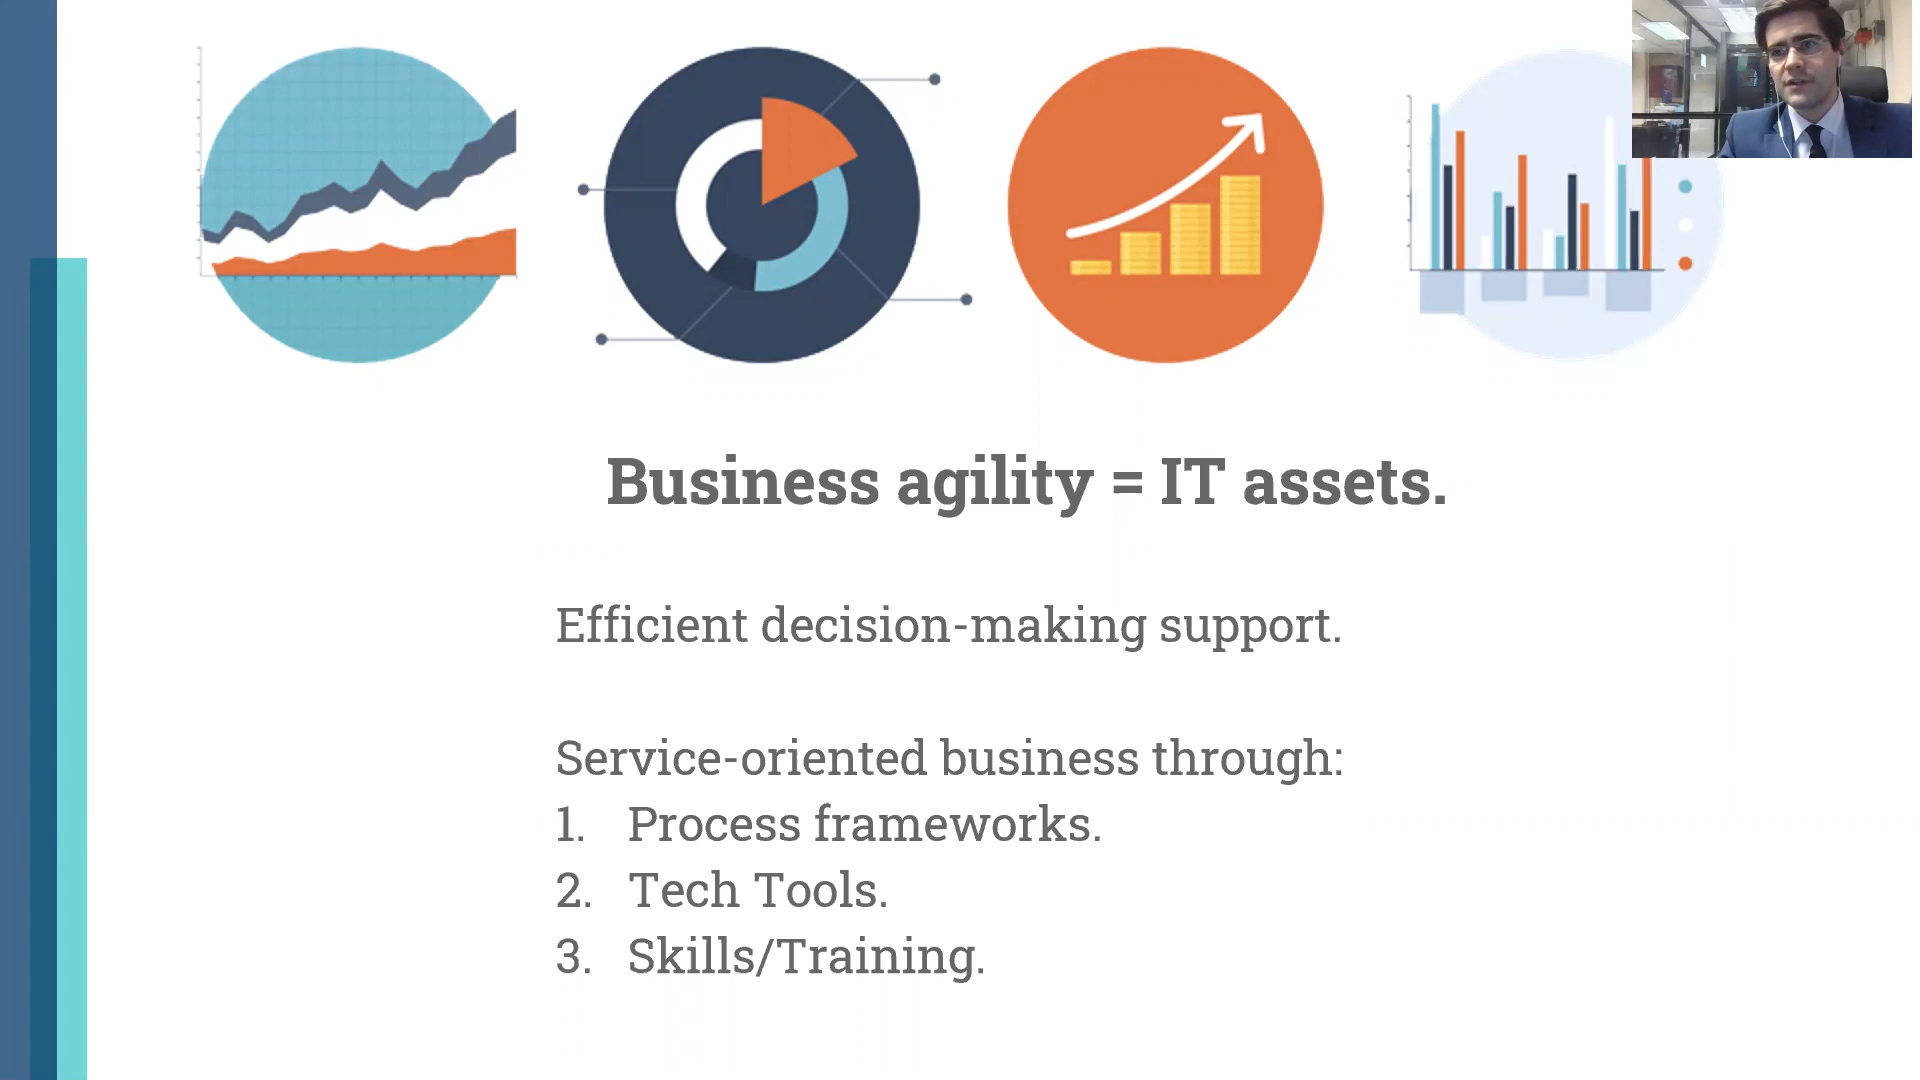 Business agility = IT assets.
Efficient decision-making support.
Service-oriented business through:
1. Process frameworks.
2. Tech Tools.
3. Skills/Training.